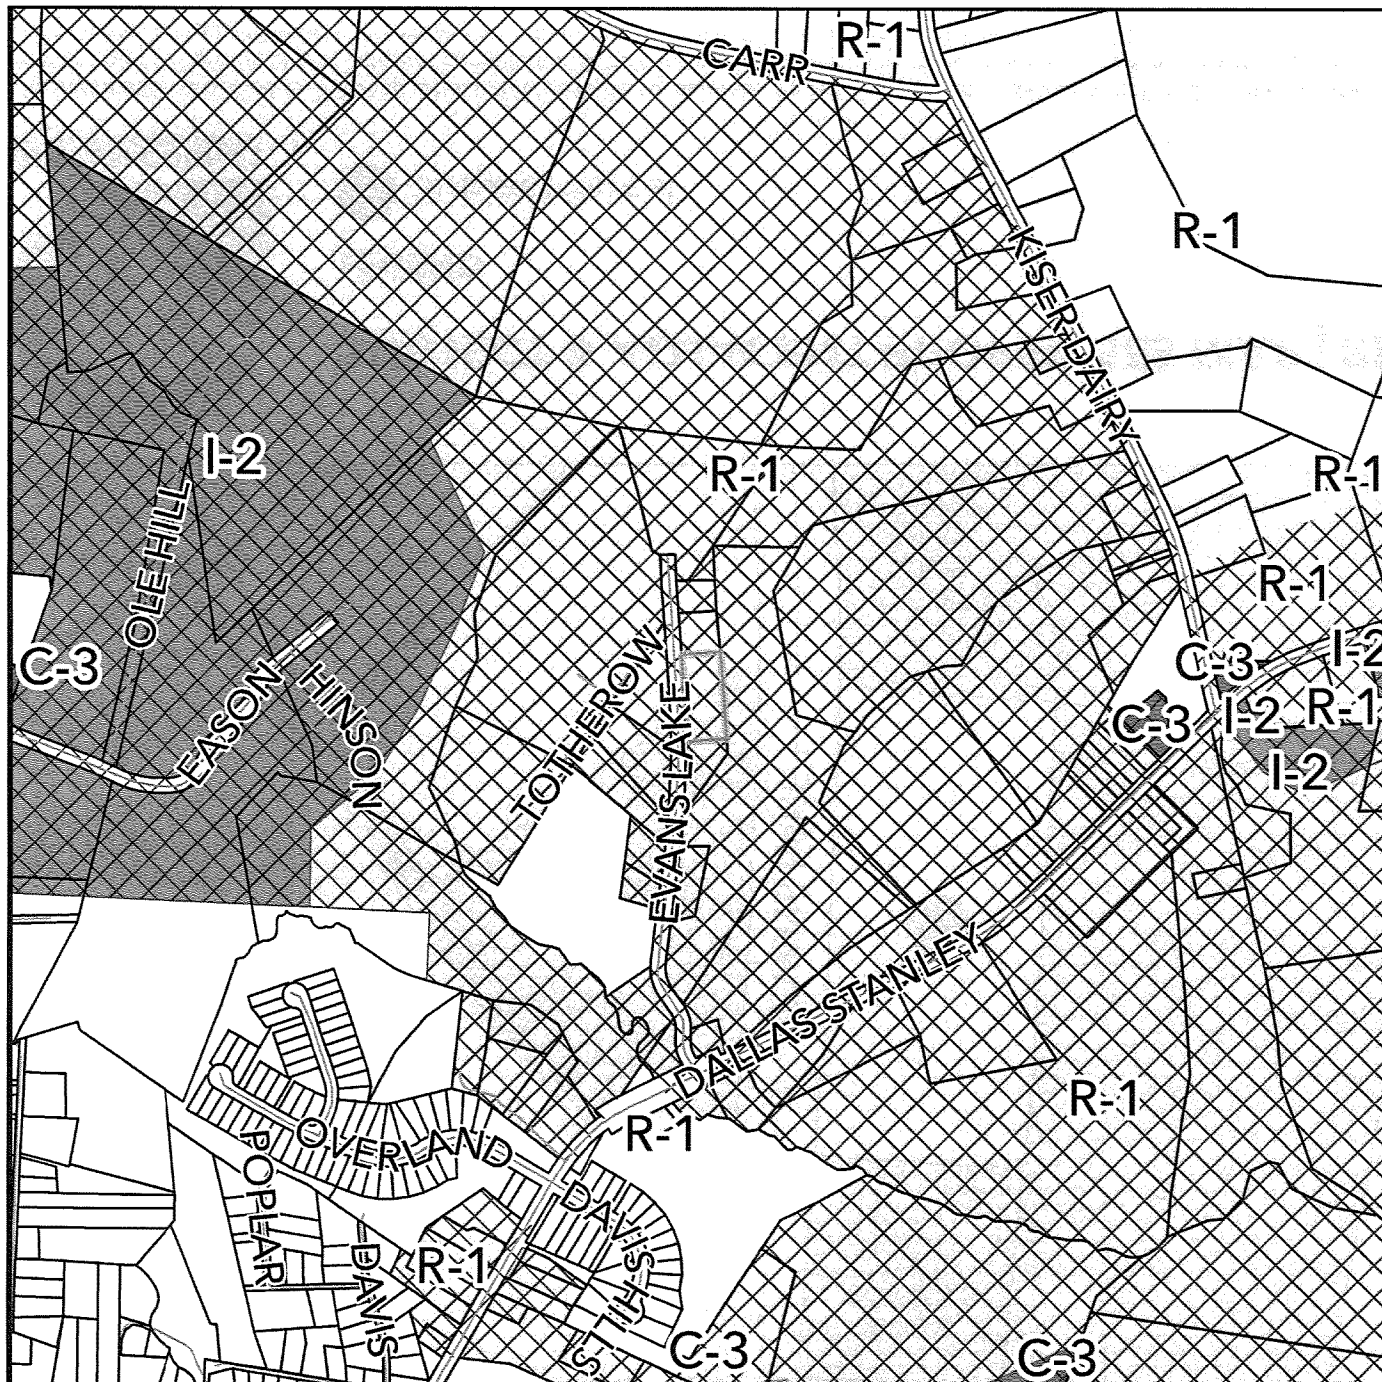 R-1
CARR
R-1
KISER DAIRY
I-2
R-1
R-1
OLE HILL
R-1
C-3
TOTHEROW
C-3
I-2
EASON
HINSON
EVANS LAKE
C-3
I-2
R-1
I-2
DALLAS STANLEY
R-1
R-1
OVERLAND
POPLAR
DAVIS
DAVIS HILLS
R-1
C-3
C-3